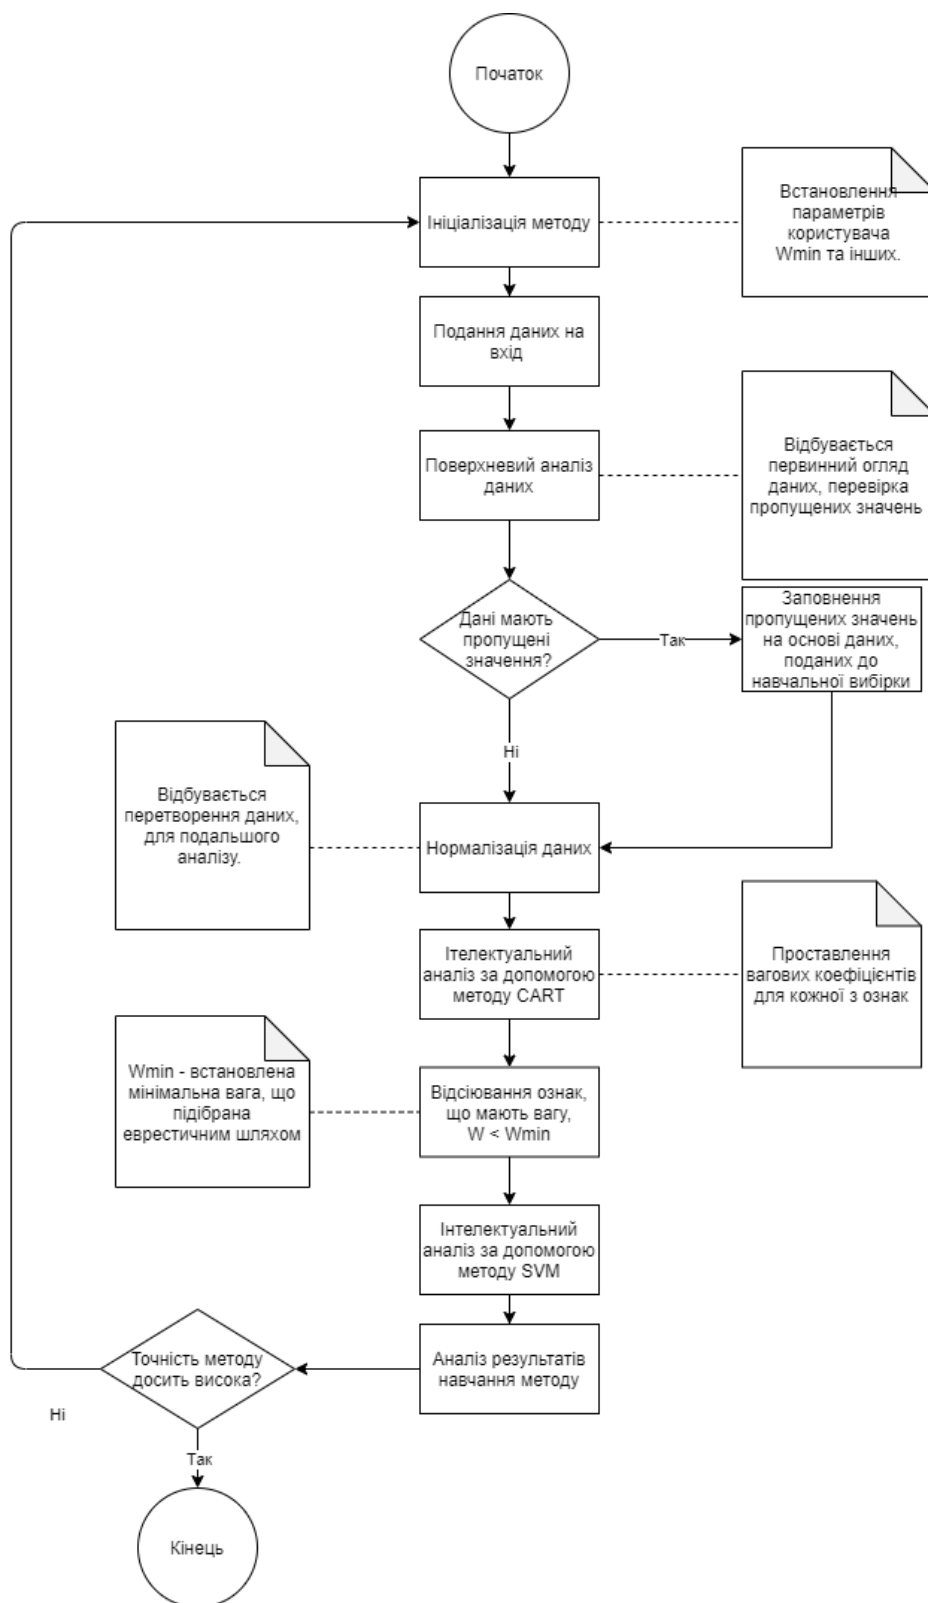 Початок
Ініціалізація методу
Встановлення
параметрів
користувача
Wmin та інших.
Подання даних на
вхід
Поверхневий аналіз
даних
Відбувається
первинний огляд
даних, перевірка
пропущених значень
Дані мають
пропущені
значення?
Так
Заповнення
пропущених значень
на основі даних,
поданих до
навчальної вибірки
Ні
Відбувається
перетворення даних,
для подальшого
аналізу.
Нормалізація даних
Ітелектуальний
аналіз за допомогою
методу CART
Проставлення
вагових коефіцієнтів
для кожної з ознак
Wmin - встановлена
мінімальна вага, що
підібрана
еврестичним шляхом
Відсіювання ознак,
що мають вагу,
W < Wmin
Інтелектуальний
аналіз за допомогою
методу SVM
Аналіз результатів
навчання методу
Точність методу
досить висока?
Ні
Так
Кінець